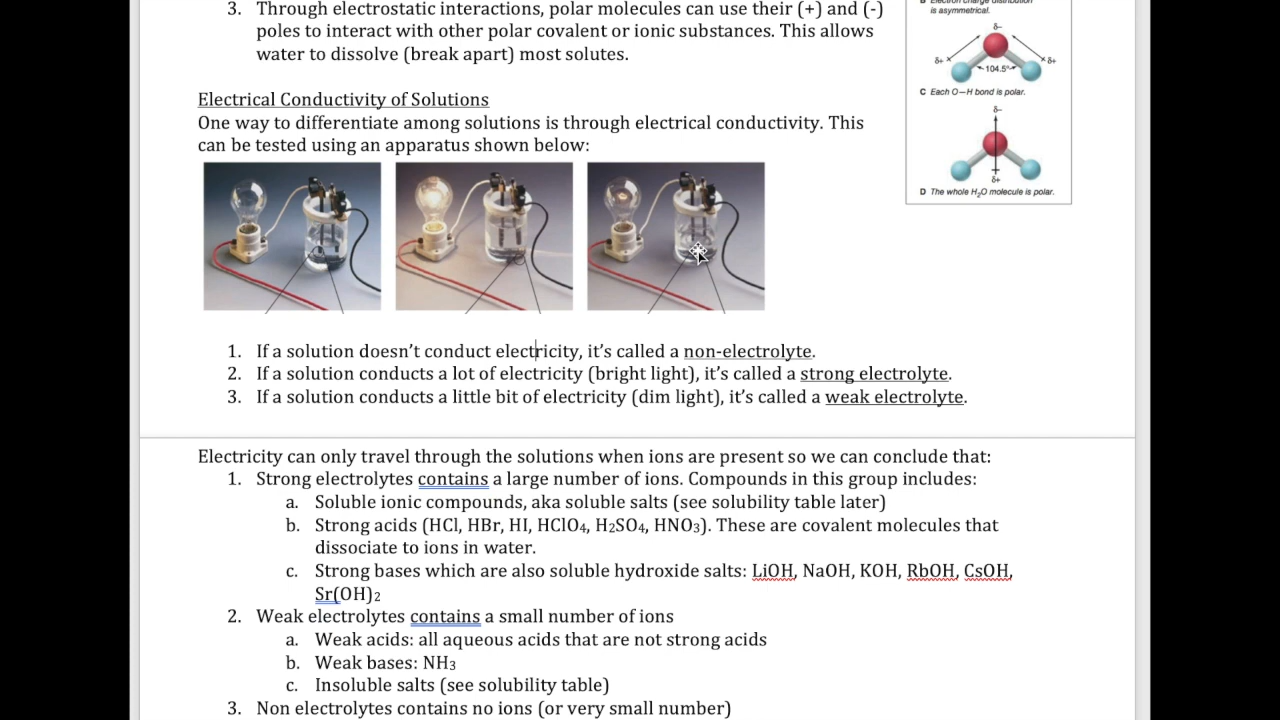 3. Through electrostatic interactions, polar molecules can use their (+) and (-)
poles to interact with other polar covalent or ionic substances. This allows
water to dissolve (break apart) most solutes.
is asymmetrical.
δ-
δ+
δ+
104.5°
C Each O—H bond is polar.
δ-
δ+
D The whole H₂O molecule is polar.
Electrical Conductivity of Solutions
One way to differentiate among solutions is through electrical conductivity. This
can be tested using an apparatus shown below:
1. If a solution doesn't conduct electricity, it's called a non-electrolyte.
2. If a solution conducts a lot of electricity (bright light), it's called a strong electrolyte.
3. If a solution conducts a little bit of electricity (dim light), it's called a weak electrolyte.
Electricity can only travel through the solutions when ions are present so we can conclude that:
1. Strong electrolytes contains a large number of ions. Compounds in this group includes:
a. Soluble ionic compounds, aka soluble salts (see solubility table later)
b. Strong acids (HCl, HBr, HI, HClO₄, H₂SO₄, HNO₃). These are covalent molecules that
dissociate to ions in water.
c. Strong bases which are also soluble hydroxide salts: LiOH, NaOH, KOH, RbOH, CsOH,
Sr(OH)₂
2. Weak electrolytes contains a small number of ions
a. Weak acids: all aqueous acids that are not strong acids
b. Weak bases: NH₃
c. Insoluble salts (see solubility table)
3. Non electrolytes contains no ions (or very small number)